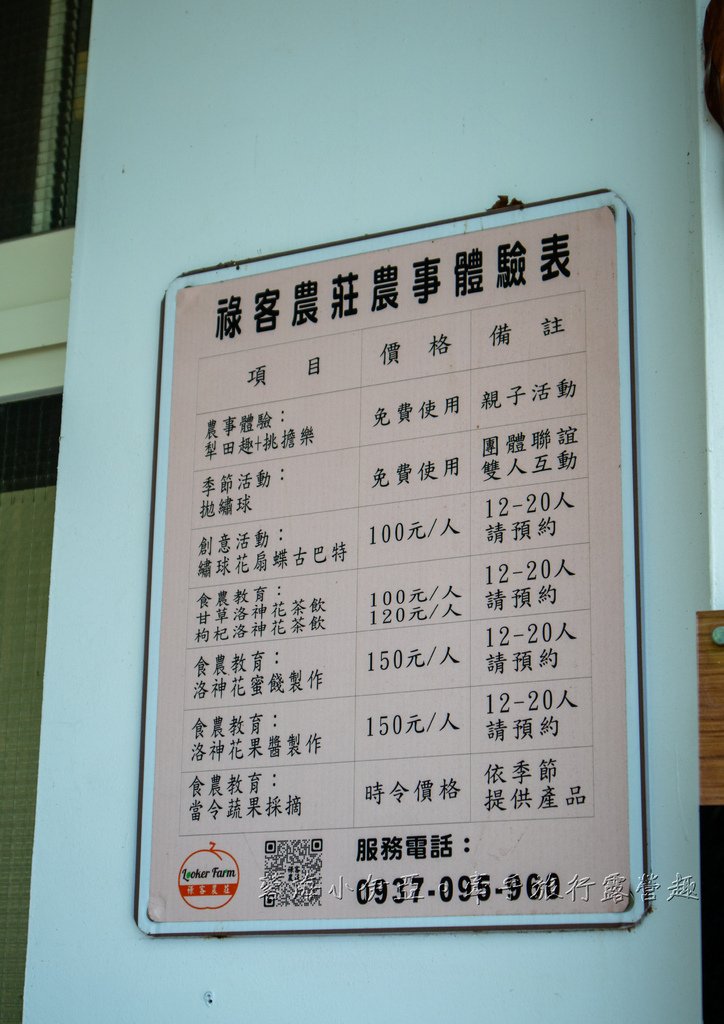 祿客農莊農事體驗表
項目 價格 備註
農事體驗：
犁田趣+挑擔樂 免費使用 親子活動
季節活動：
拋繡球 免費使用 團體聯誼
雙人互動
創意活動：
繡球花扇蝶古巴特 100元/人 12-20人
請預約
食農教育：
甘草洛神花茶飲
枸杞洛神花茶飲 100元/人
120元/人 12-20人
請預約
食農教育：
洛神花蜜餞製作 150元/人 12-20人
請預約
食農教育：
洛神花果醬製作 150元/人 12-20人
請預約
食農教育：
當令蔬果採摘 時令價格 依季節
提供產品
Looker Farm
祿客農莊
服務電話：
0937-095-960
旅行露營趣